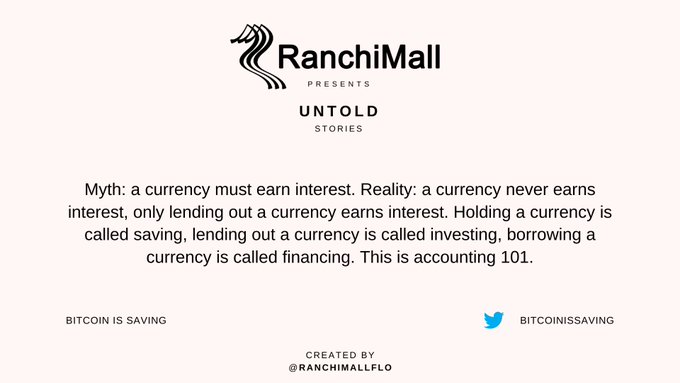 RanchiMall
PRESENTS
UNTOLD
STORIES
Myth: a currency must earn interest. Reality: a currency never earns
interest, only lending out a currency earns interest. Holding a currency is
called saving, lending out a currency is called investing, borrowing a
currency is called financing. This is accounting 101.
BITCOIN IS SAVING
BITCOINISSAVING
CREATED BY
@RANCHIMALLFLO